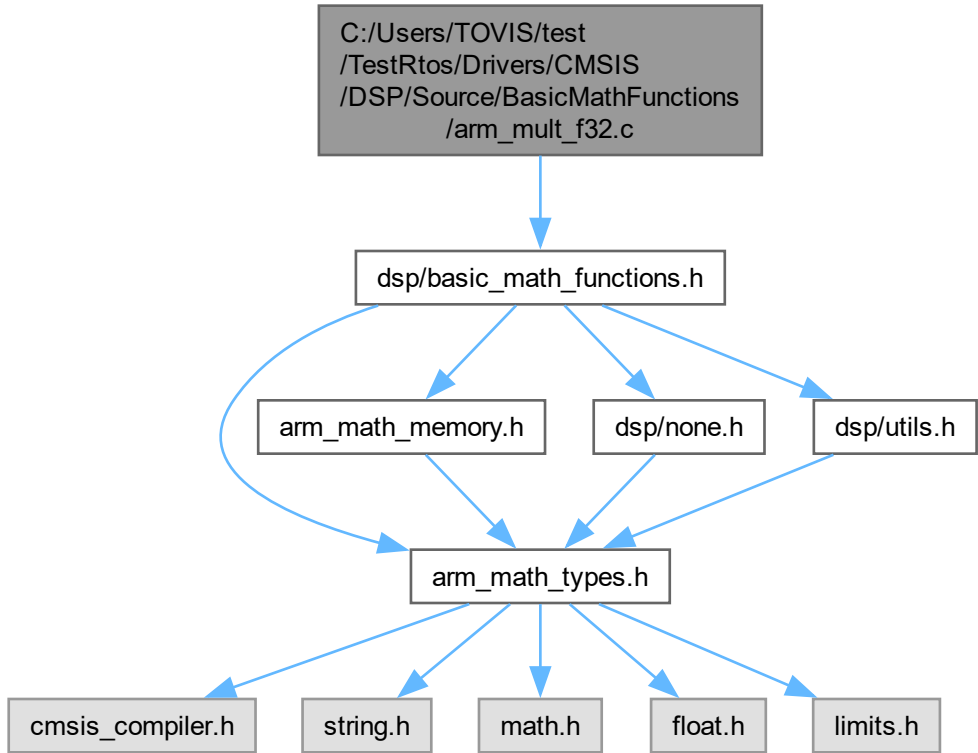 C:/Users/TOVIS/test
/TestRtos/Drivers/CMSIS
/DSP/Source/BasicMathFunctions
/arm_mult_f32.c
dsp/basic_math_functions.h
arm_math_memory.h
dsp/none.h
dsp/utils.h
arm_math_types.h
cmsis_compiler.h
string.h
math.h
float.h
limits.h